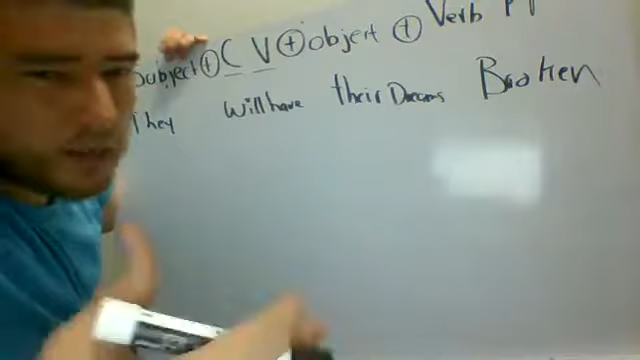 Subject + C V + object + Verb PP
They will have their Dreams Broken